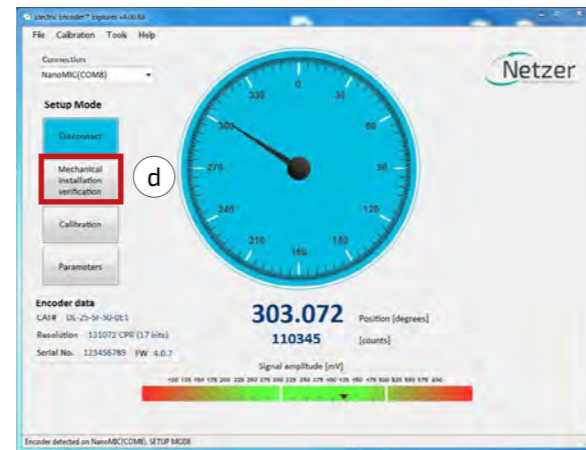 Electric Encoder™ Explorer
File Calibration Tools Help
Connection
NanoMIC(COM8)
Netzer
Setup Mode
Disconnect
Mechanical
installation
verification
d
Calibration
Parameters
0
30
60
90
120
150
180
210
240
270
300
330
Encoder data
CAT#
Resolution 131072 CPR (17 bits)
Serial No. 123456789 FW 4.0.7
303.072 Position [degrees]
110345 [counts]
Signal amplitude [mV]
Encoder detected on NanoMIC(COM8), SETUP MODE